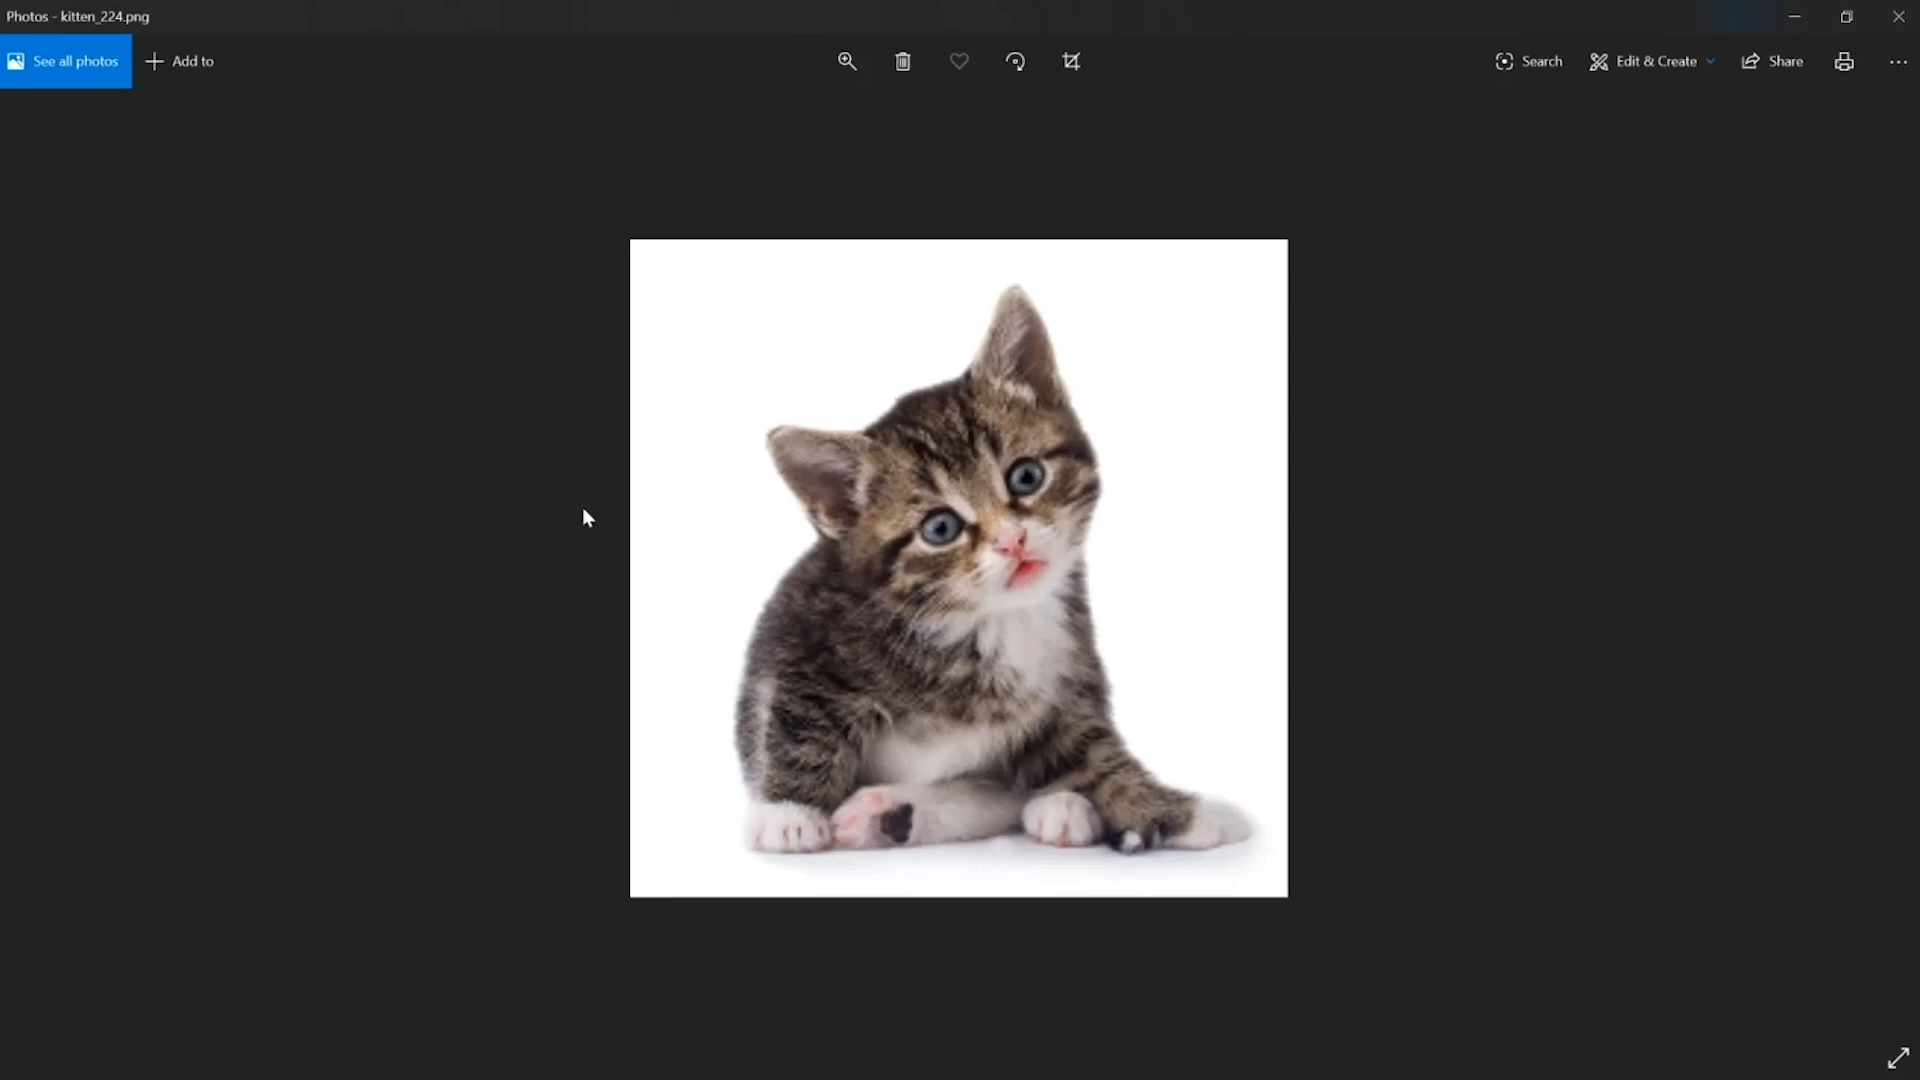 Photos - kitten_224.png
See all photos
Add to
Search
Edit & Create
Share